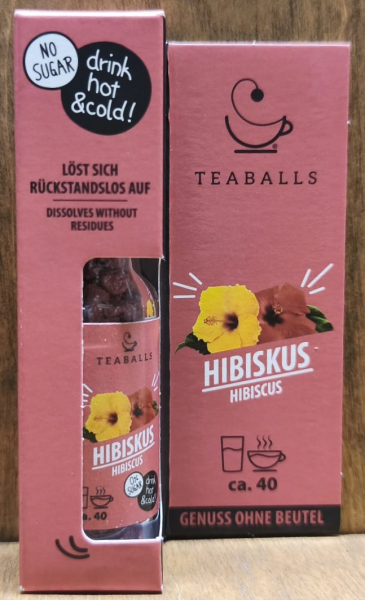 NO
SUGAR
drink
hot
&cold!
LÖST SICH
RÜCKSTANDSLOS AUF
DISSOLVES WITHOUT
RESIDUES
TEABALLS
HIBISKUS
HIBISCUS
NO
SUGAR
drink
hot
&cold!
ca. 40
TEABALLS
HIBISKUS
HIBISCUS
ca. 40
GENUSS OHNE BEUTEL